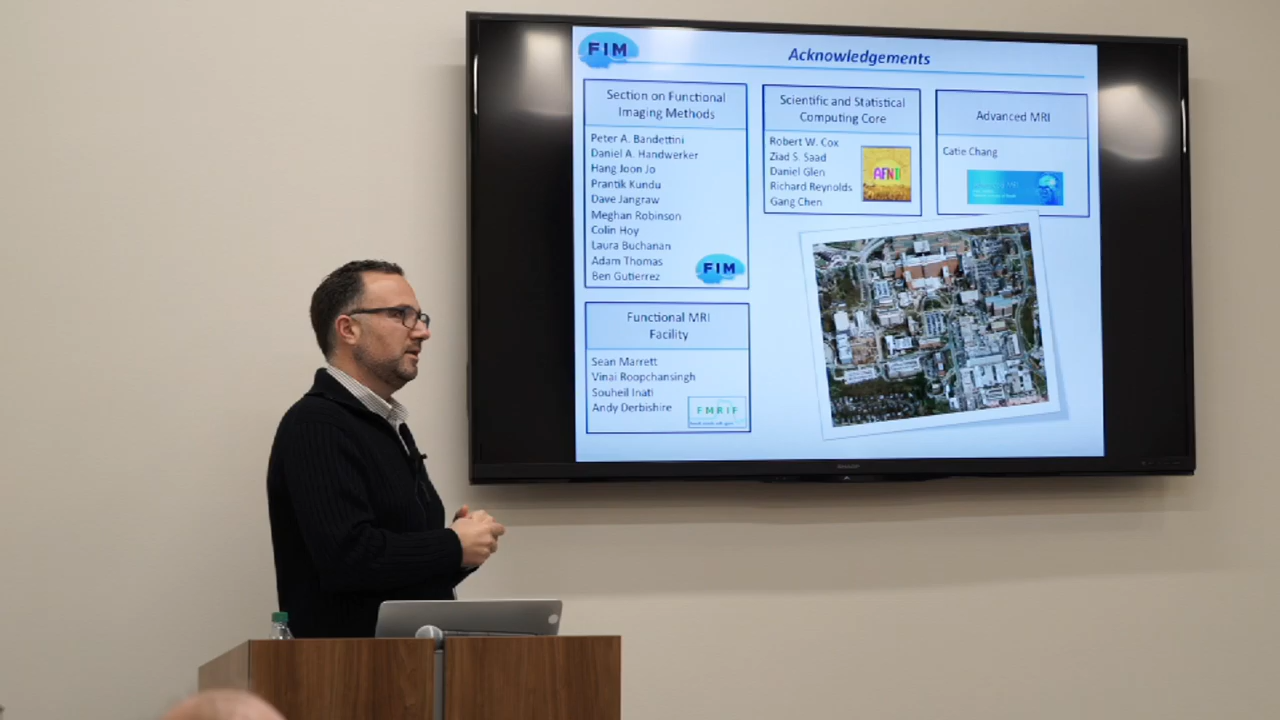 FIM
Acknowledgements
Section on Functional
Imaging Methods
Peter A. Bandettini
Daniel A. Handwerker
Hang Joon Jo
Prantik Kundu
Dave Jangraw
Meghan Robinson
Colin Hoy
Laura Buchanan
Adam Thomas
Ben Gutierrez
FIM
Scientific and Statistical
Computing Core
Robert W. Cox
Ziad S. Saad
Daniel Glen
Richard Reynolds
Gang Chen
AFNI
Advanced MRI
Catie Chang
Functional MRI
Facility
Sean Marrett
Vinai Roopchansingh
Souheil Inati
Andy Derbishire
FMRIF
SHARP